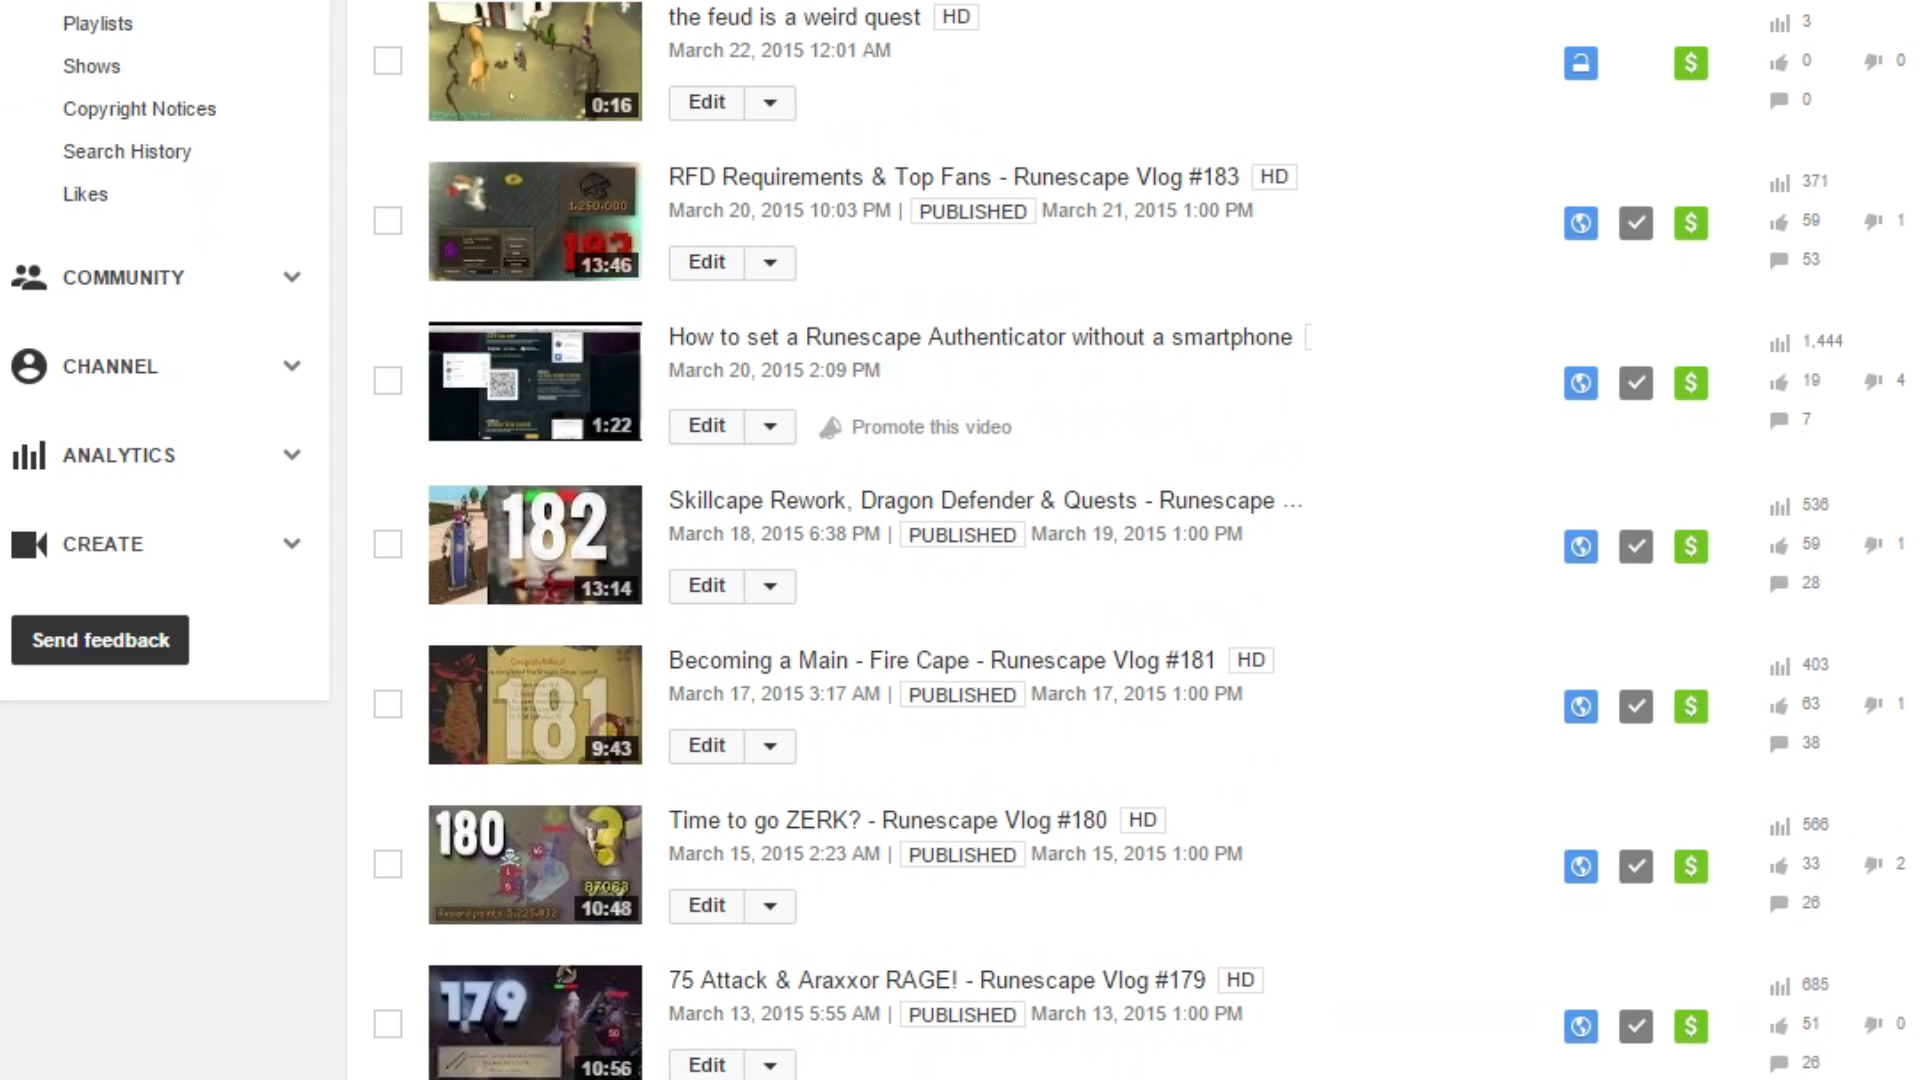 Playlists
Shows
Copyright Notices
Search History
Likes
COMMUNITY
CHANNEL
ANALYTICS
CREATE
Send feedback
the feud is a weird quest HD
March 22, 2015 12:01 AM
0:16
Edit
$
3
0 0
0
RFD Requirements & Top Fans - Runescape Vlog #183 HD
March 20, 2015 10:03 PM | PUBLISHED March 21, 2015 1:00 PM
1,250,000
183
13:46
Edit
$
371
59 1
53
How to set a Runescape Authenticator without a smartphone
March 20, 2015 2:09 PM
1:22
Edit Promote this video
$
1,444
19 4
7
Skillcape Rework, Dragon Defender & Quests - Runescape ...
March 18, 2015 6:38 PM | PUBLISHED March 19, 2015 1:00 PM
182
13:14
Edit
$
536
59 1
28
Becoming a Main - Fire Cape - Runescape Vlog #181 HD
March 17, 2015 3:17 AM | PUBLISHED March 17, 2015 1:00 PM
181
9:43
Edit
$
403
63 1
38
Time to go ZERK? - Runescape Vlog #180 HD
March 15, 2015 2:23 AM | PUBLISHED March 15, 2015 1:00 PM
180
?
87063
Reward points: 5,225,832
10:48
Edit
$
566
33 2
26
75 Attack & Araxxor RAGE! - Runescape Vlog #179 HD
March 13, 2015 5:55 AM | PUBLISHED March 13, 2015 1:00 PM
179
10:56
Edit
$
685
51 0
26